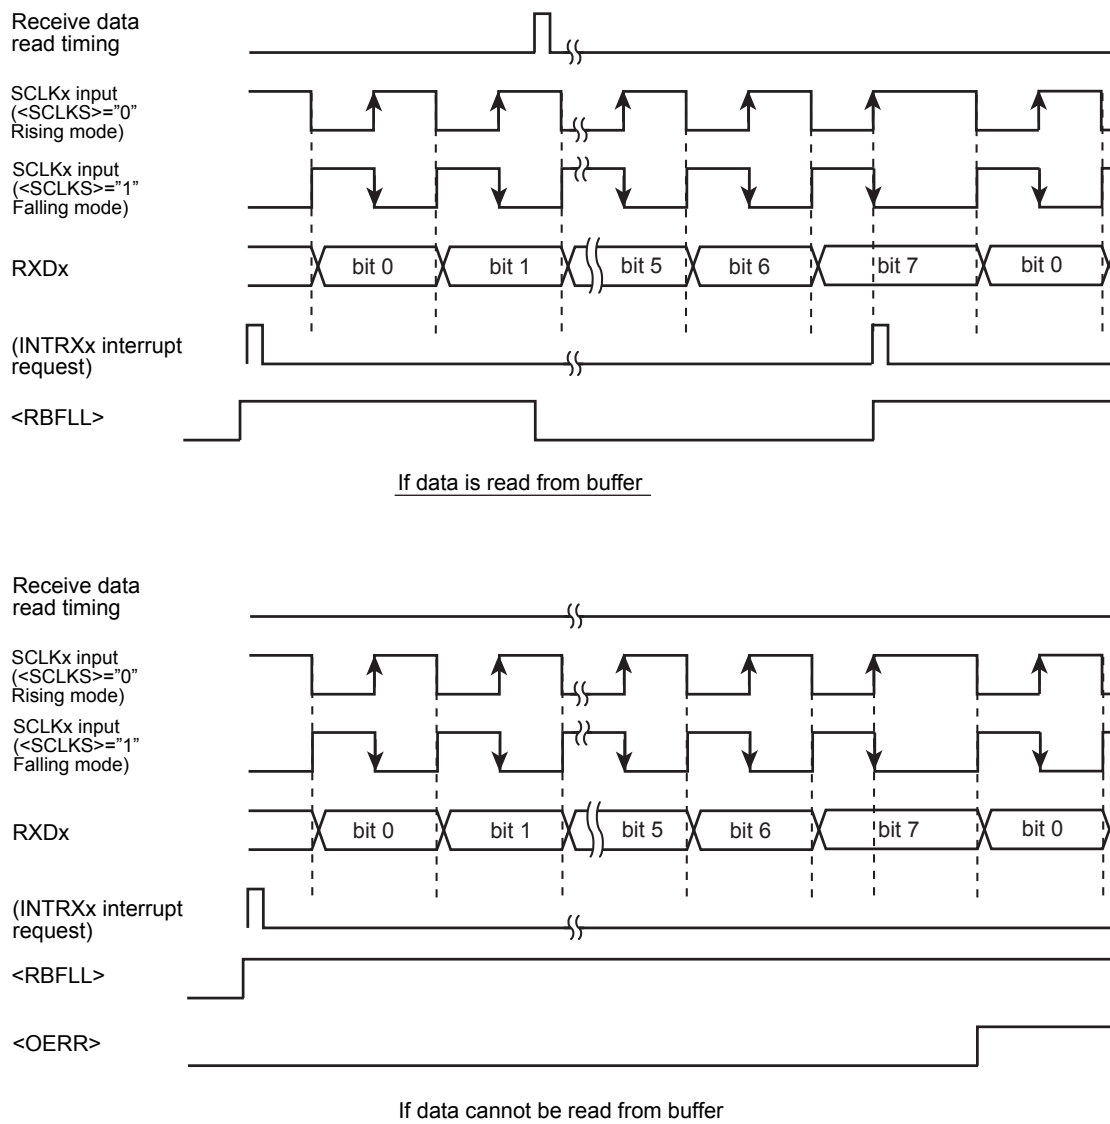 Receive data
read timing
SCLKx input
(<SCLKS>="0"
Rising mode)
SCLKx input
(<SCLKS>="1"
Falling mode)
RXDx
bit 0
bit 1
bit 5
bit 6
bit 7
bit 0
(INTRXx interrupt
request)
<RBFLL>
If data is read from buffer
Receive data
read timing
SCLKx input
(<SCLKS>="0"
Rising mode)
SCLKx input
(<SCLKS>="1"
Falling mode)
RXDx
bit 0
bit 1
bit 5
bit 6
bit 7
bit 0
(INTRXx interrupt
request)
<RBFLL>
<OERR>
If data cannot be read from buffer